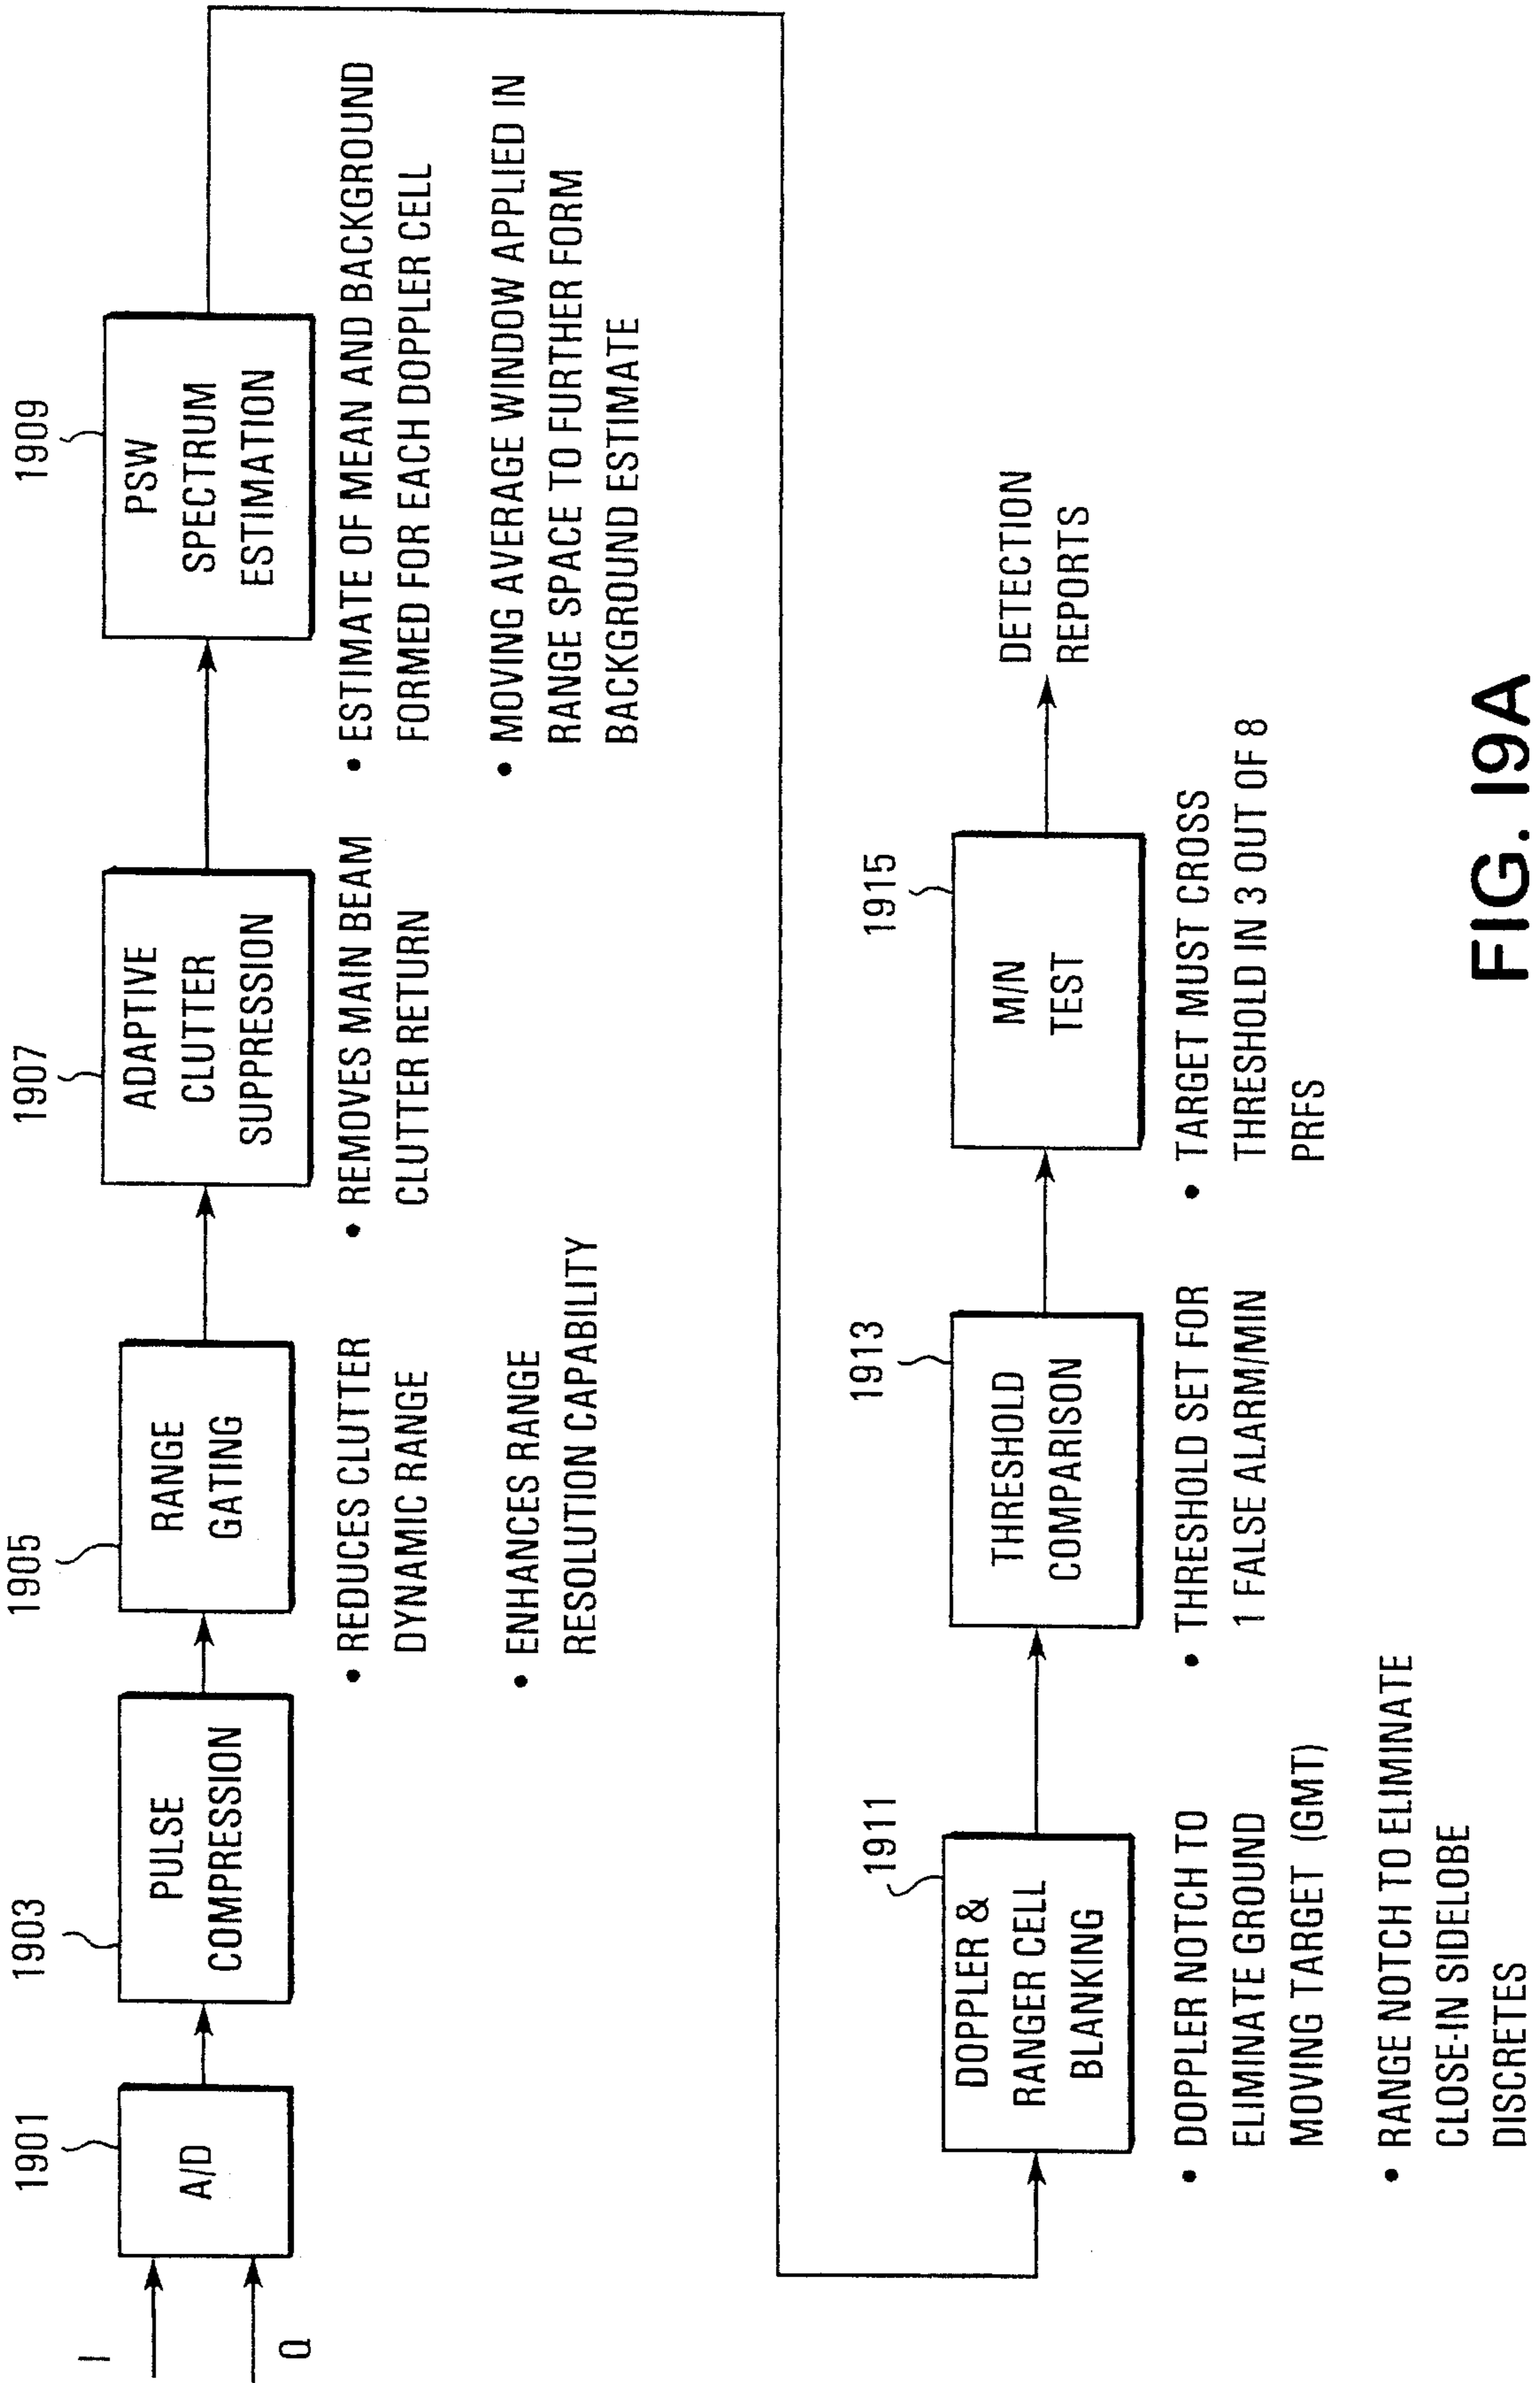 I
Q
1901
A/D
1903
PULSE
COMPRESSION
1905
RANGE
GATING
• REDUCES CLUTTER
DYNAMIC RANGE
• ENHANCES RANGE
RESOLUTION CAPABILITY
1907
ADAPTIVE
CLUTTER
SUPPRESSION
• REMOVES MAIN BEAM
CLUTTER RETURN
1909
PSW
SPECTRUM
ESTIMATION
• ESTIMATE OF MEAN AND BACKGROUND
FORMED FOR EACH DOPPLER CELL
• MOVING AVERAGE WINDOW APPLIED IN
RANGE SPACE TO FURTHER FORM
BACKGROUND ESTIMATE
1911
DOPPLER &
RANGER CELL
BLANKING
• DOPPLER NOTCH TO
ELIMINATE GROUND
MOVING TARGET (GMT)
• RANGE NOTCH TO ELIMINATE
CLOSE-IN SIDELOBE
DISCRETES
1913
THRESHOLD
COMPARISON
• THRESHOLD SET FOR
1 FALSE ALARM/MIN
1915
M/N
TEST
• TARGET MUST CROSS
THRESHOLD IN 3 OUT OF 8
PRFS
DETECTION
REPORTS
FIG. 19A